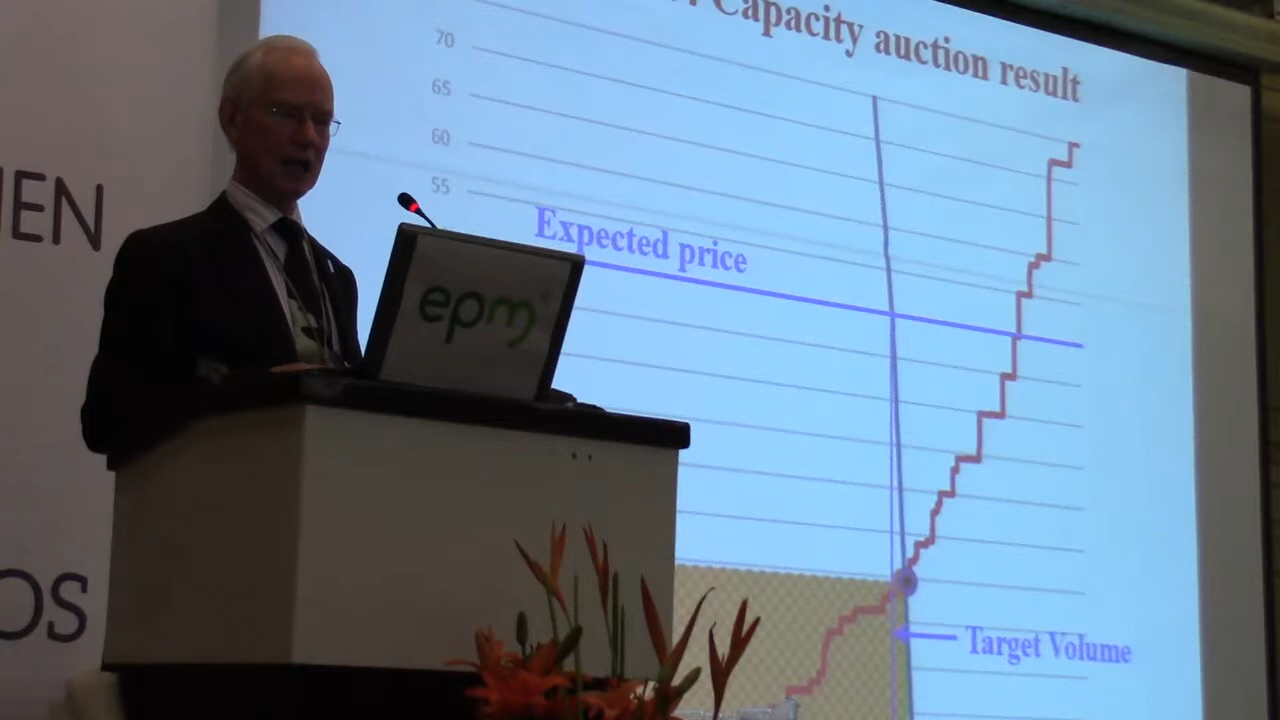 Capacity auction result
70
65
60
55
Expected price
epm
Target Volume
IEN
OS